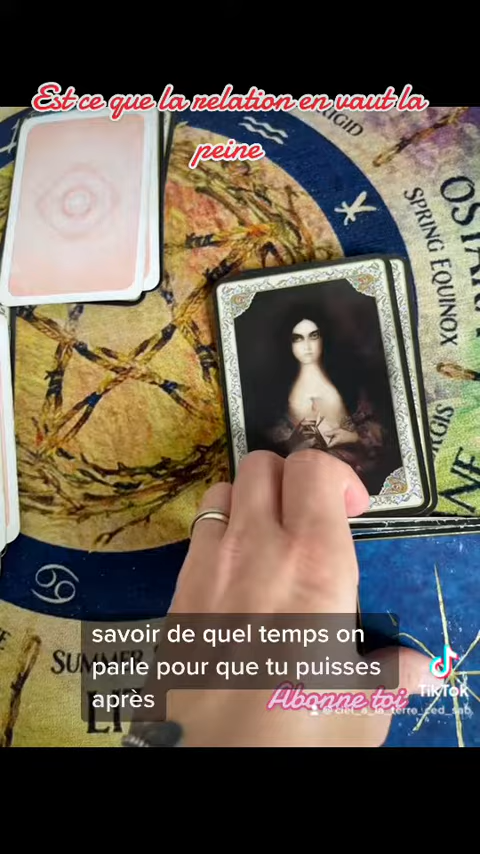 Est ce que la relation en vaut la
peine
SPRING EQUINOX
savoir de quel temps on
parle pour que tu puisses
après
SUMMER
Abonne toi
TikTok